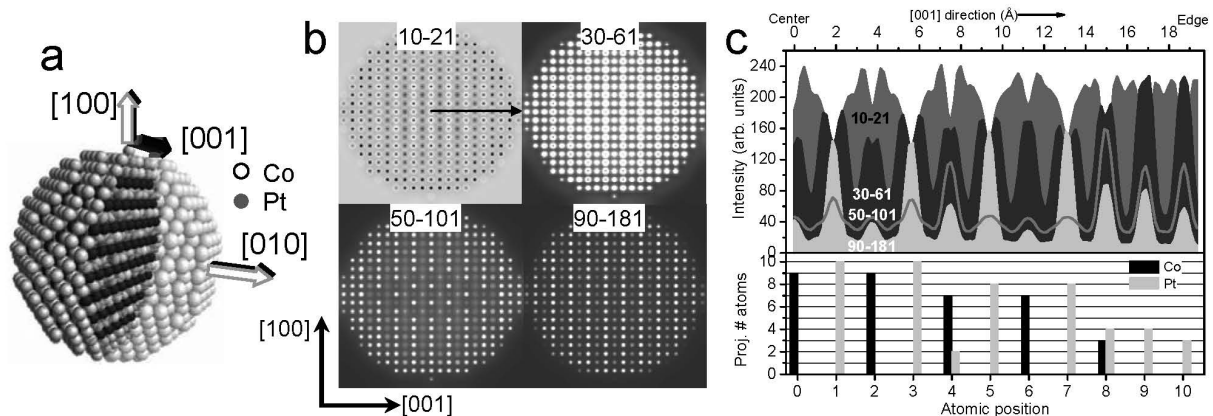 a
[100]
[001]
Co
Pt
[010]
b
10-21
30-61
50-101
90-181
[100]
[001]
c
Center
[001] direction (Å)
Edge
0 2 4 6 8 10 12 14 16 18
Intensity (arb. units)
240
200
160
120
80
40
0
10-21
30-61
50-101
90-181
Proj. # atoms
10
8
6
4
2
0
Co
Pt
0 1 2 3 4 5 6 7 8 9 10
Atomic position